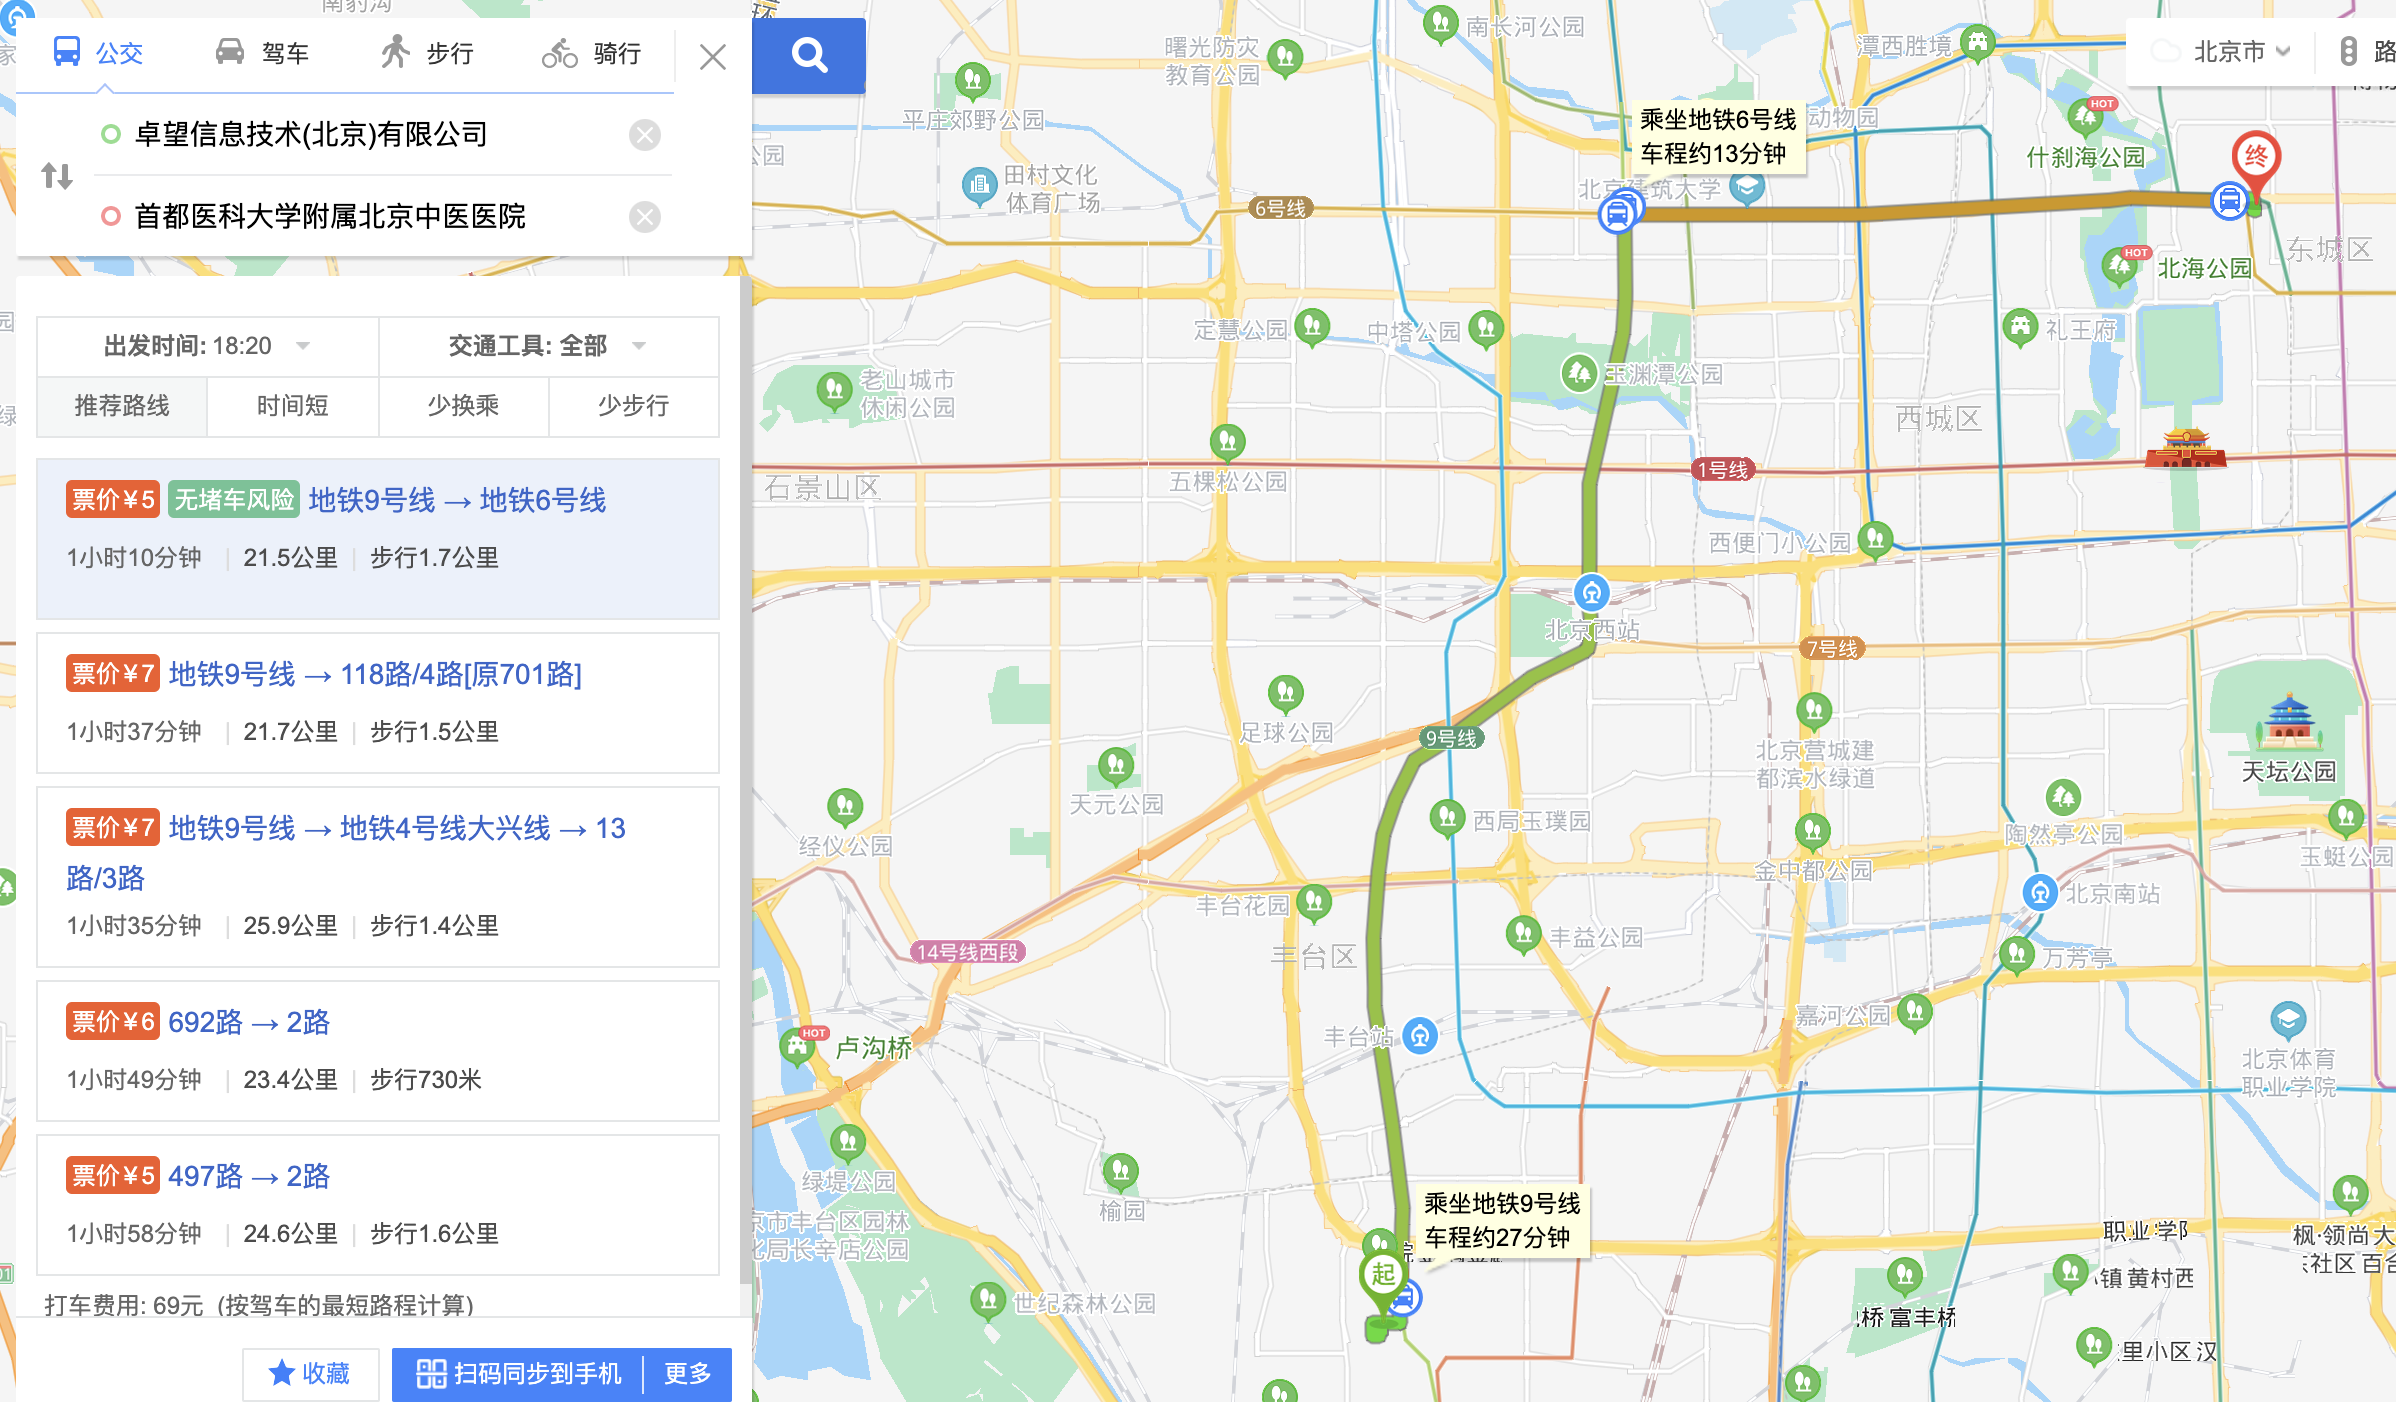 公交
驾车
步行
骑行
卓望信息技术(北京)有限公司
首都医科大学附属北京中医医院
出发时间: 18:20
交通工具: 全部
推荐路线
时间短
少换乘
少步行
票价¥5 无堵车风险 地铁9号线 → 地铁6号线
1小时10分钟 | 21.5公里 | 步行1.7公里
票价¥7 地铁9号线 → 118路/4路[原701路]
1小时37分钟 | 21.7公里 | 步行1.5公里
票价¥7 地铁9号线 → 地铁4号线大兴线 → 13
路/3路
1小时35分钟 | 25.9公里 | 步行1.4公里
票价¥6 692路 → 2路
1小时49分钟 | 23.4公里 | 步行730米
票价¥5 497路 → 2路
1小时58分钟 | 24.6公里 | 步行1.6公里
打车费用: 69元 (按驾车的最短路程计算)
收藏
扫码同步到手机
更多
北京市
路
南长河公园
曙光防灾
教育公园
潭西胜境
平庄郊野公园
乘坐地铁6号线
车程约13分钟
动物园
HOT
什刹海公园
终
公园
田村文化
体育广场
北京建筑大学
6号线
东城区
HOT
北海公园
定慧公园
中塔公园
礼王府
老山城市
休闲公园
玉渊潭公园
西城区
五棵松公园
1号线
石景山区
西便门小公园
北京西站
7号线
足球公园
9号线
北京营城建
都滨水绿道
天坛公园
天元公园
西局玉璞园
陶然亭公园
经仪公园
玉蜓公园
金中都公园
丰台花园
北京南站
丰益公园
14号线西段
丰台区
万芳亭
嘉河公园
丰台站
HOT
卢沟桥
北京体育
职业学院
绿堤公园
榆园
京市丰台区园林
化局长辛店公园
乘坐地铁9号线
车程约27分钟
起
世纪森林公园
枫·领尚大
社区 百合
镇 黄村西
桥 富丰桥
里小区 汉